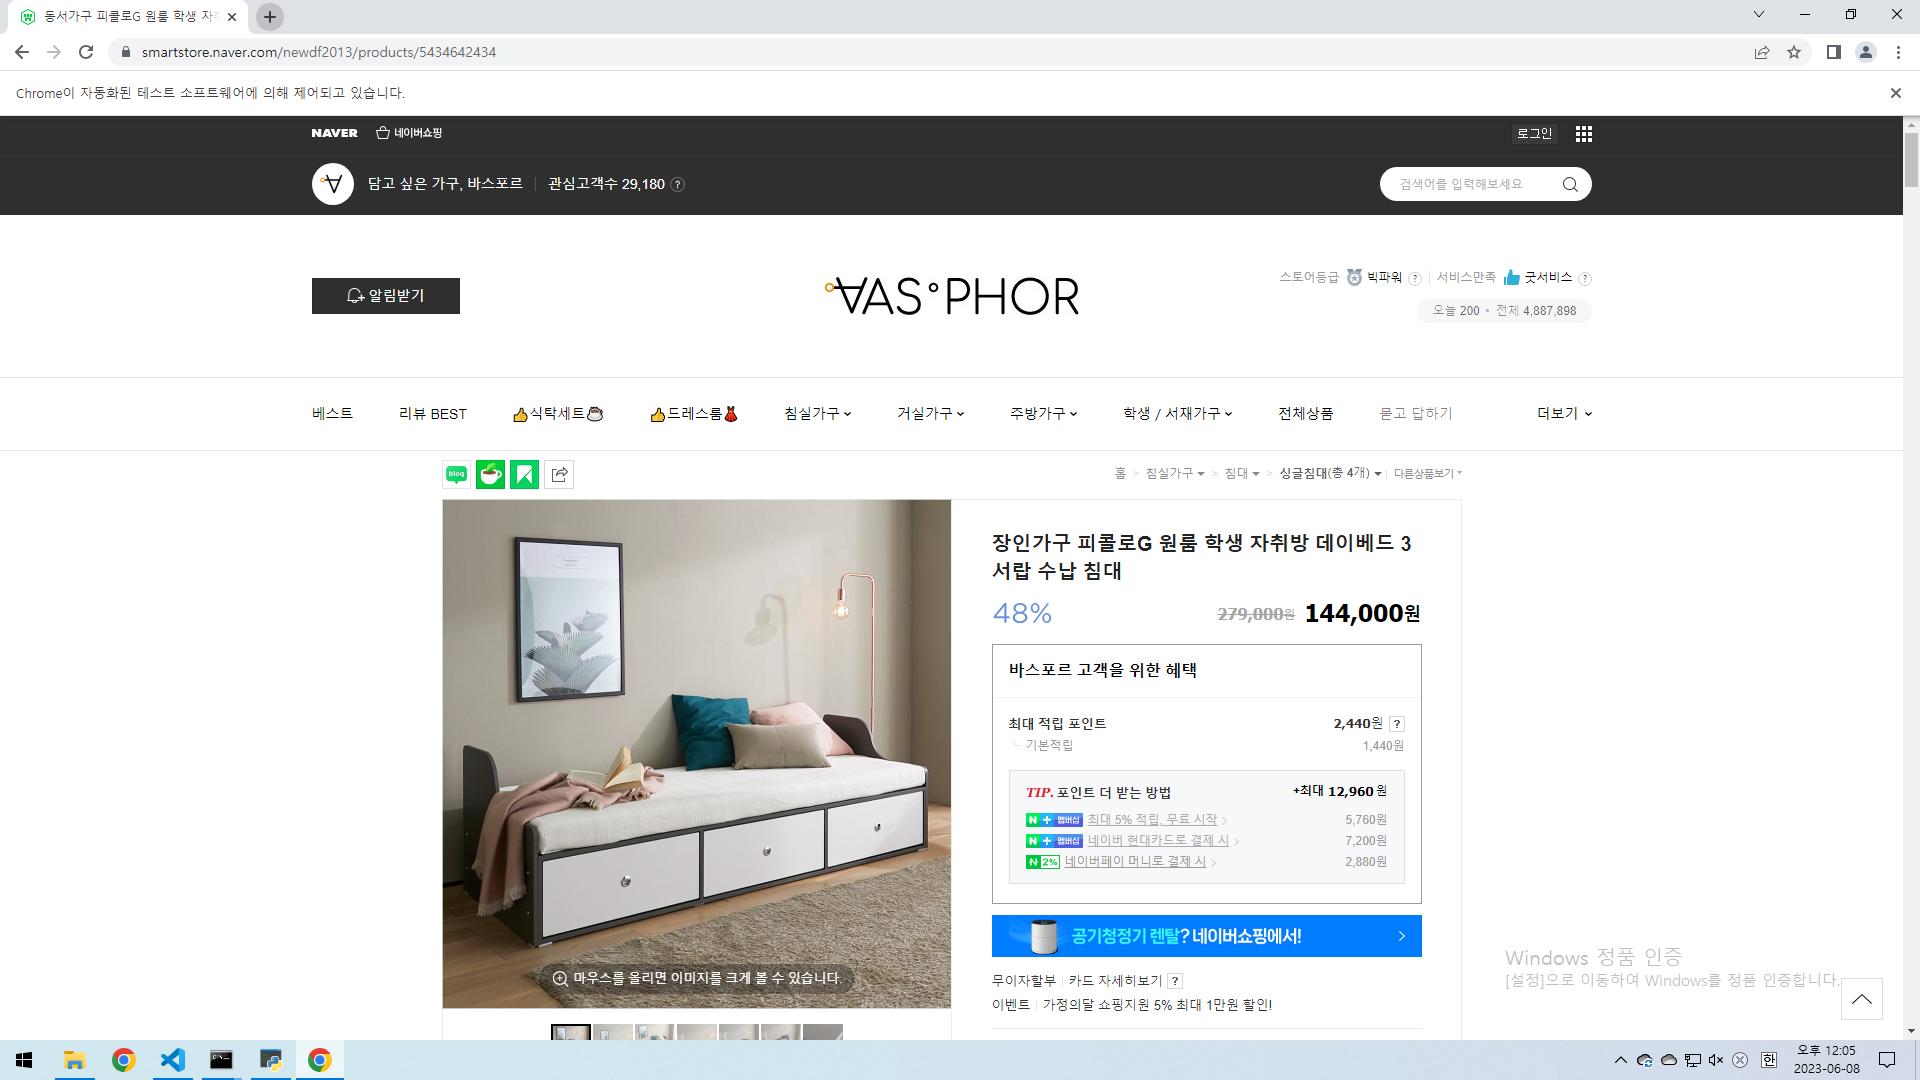 동서가구 피콜로G 원룸 학생 자취
smartstore.naver.com/newdf2013/products/5434642434
Chrome이 자동화된 테스트 소프트웨어에 의해 제어되고 있습니다.
NAVER 네이버쇼핑 로그인
담고 싶은 가구, 바스포르 관심고객수 29,180 ?
검색어를 입력해보세요
알림받기
VAS°PHOR
스토어등급 빅파워 ? 서비스만족 굿서비스 ?
오늘 200 • 전체 4,887,898
베스트 리뷰 BEST 👍식탁세트☕ 👍드레스룸👗 침실가구 거실가구 주방가구 학생 / 서재가구 전체상품 묻고 답하기 더보기
blog
홈 > 침실가구 > 침대 > 싱글침대(총 4개) 다른상품보기
장인가구 피콜로G 원룸 학생 자취방 데이베드 3
서랍 수납 침대
48% 279,000원 144,000원
바스포르 고객을 위한 혜택
최대 적립 포인트 2,440원 ?
기본적립 1,440원
TIP. 포인트 더 받는 방법 +최대 12,960 원
N + 멤버십 최대 5% 적립, 무료 시작 > 5,760원
N + 멤버십 네이버 현대카드로 결제 시 > 7,200원
N 2% 네이버페이 머니로 결제 시 > 2,880원
공기청정기 렌탈? 네이버쇼핑에서! >
마우스를 올리면 이미지를 크게 볼 수 있습니다.
무이자할부 카드 자세히보기 ?
이벤트 가정의달 쇼핑지원 5% 최대 1만원 할인!
Windows 정품 인증
[설정]으로 이동하여 Windows를 정품 인증합니다.
한
오후 12:05
2023-06-08